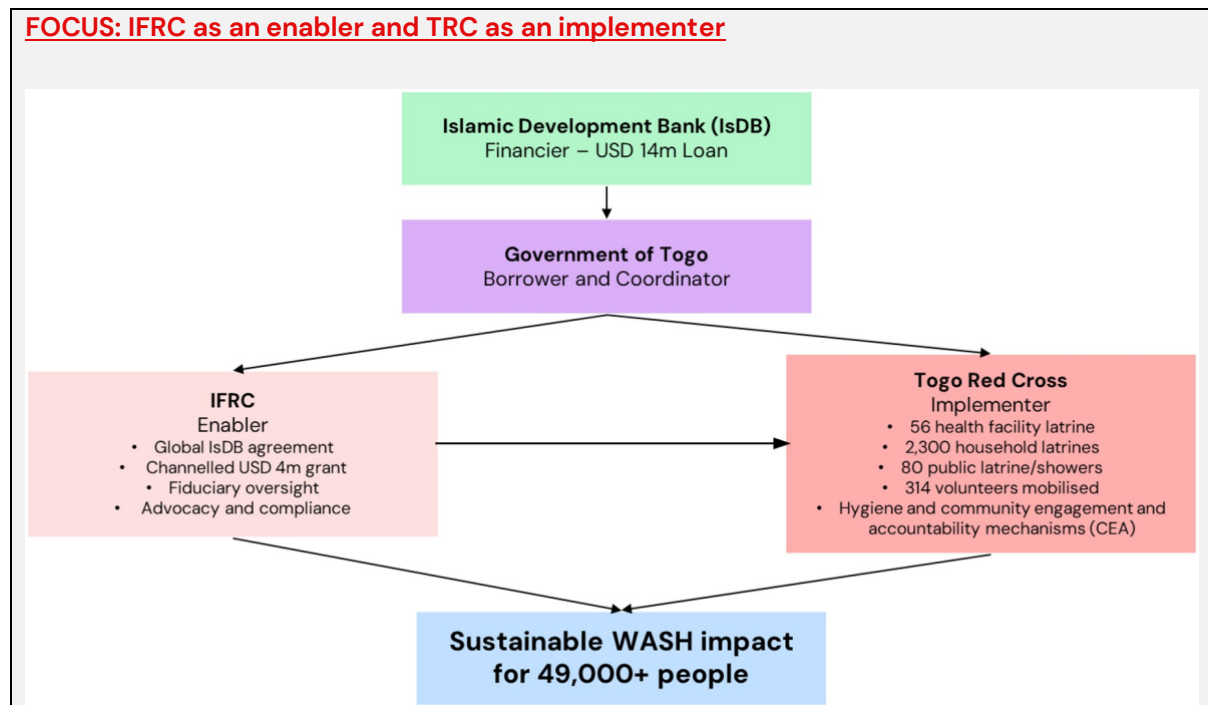 FOCUS: IFRC as an enabler and TRC as an implementer
Islamic Development Bank (IsDB)
Financier – USD 14m Loan
Government of Togo
Borrower and Coordinator
IFRC
Enabler
• Global IsDB agreement
• Channelled USD 4m grant
• Fiduciary oversight
• Advocacy and compliance
Togo Red Cross
Implementer
• 56 health facility latrine
• 2,300 household latrines
• 80 public latrine/showers
• 314 volunteers mobilised
• Hygiene and community engagement and
accountability mechanisms (CEA)
Sustainable WASH impact
for 49,000+ people